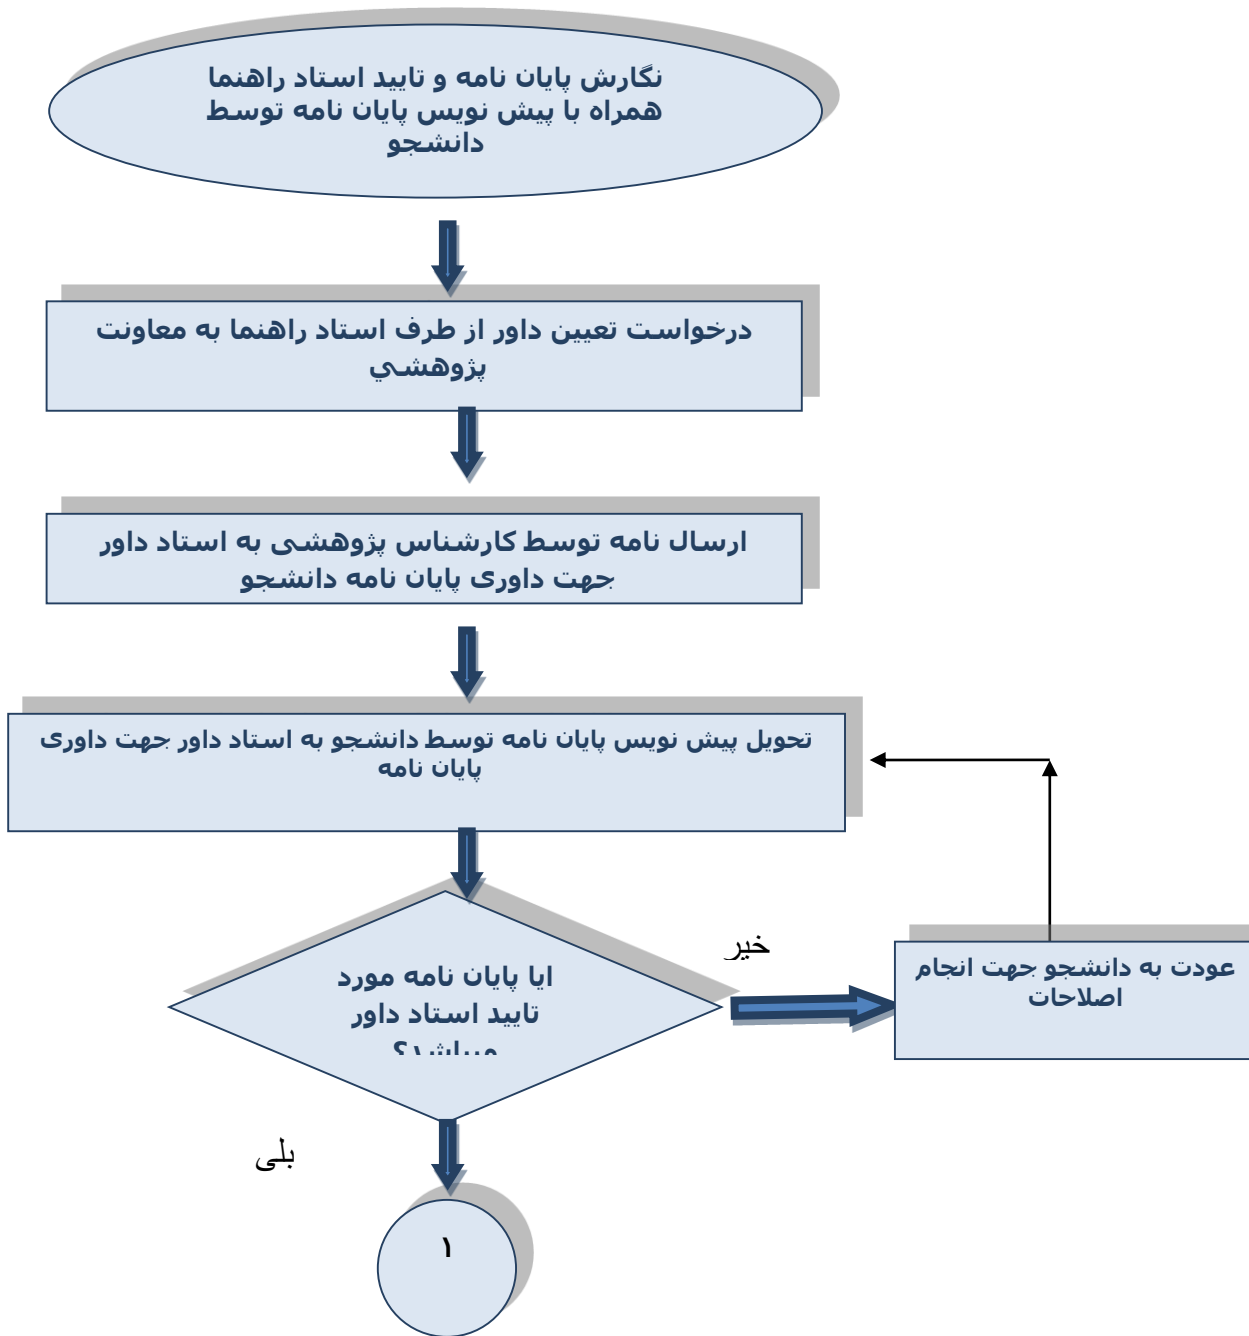 نگارش پایان نامه و تایید استاد راهنما
همراه با پیش نویس پایان نامه توسط
دانشجو
درخواست تعیین داور از طرف استاد راهنما به معاونت
پژوهشي
ارسال نامه توسط کارشناس پژوهشی به استاد داور
جهت داوری پایان نامه دانشجو
تحویل پیش نویس پایان نامه توسط دانشجو به استاد داور جهت داوری
پایان نامه
خیر
عودت به دانشجو جهت انجام
اصلاحات
ایا پایان نامه مورد
تایید استاد داور
میباشد؟
بلی
۱